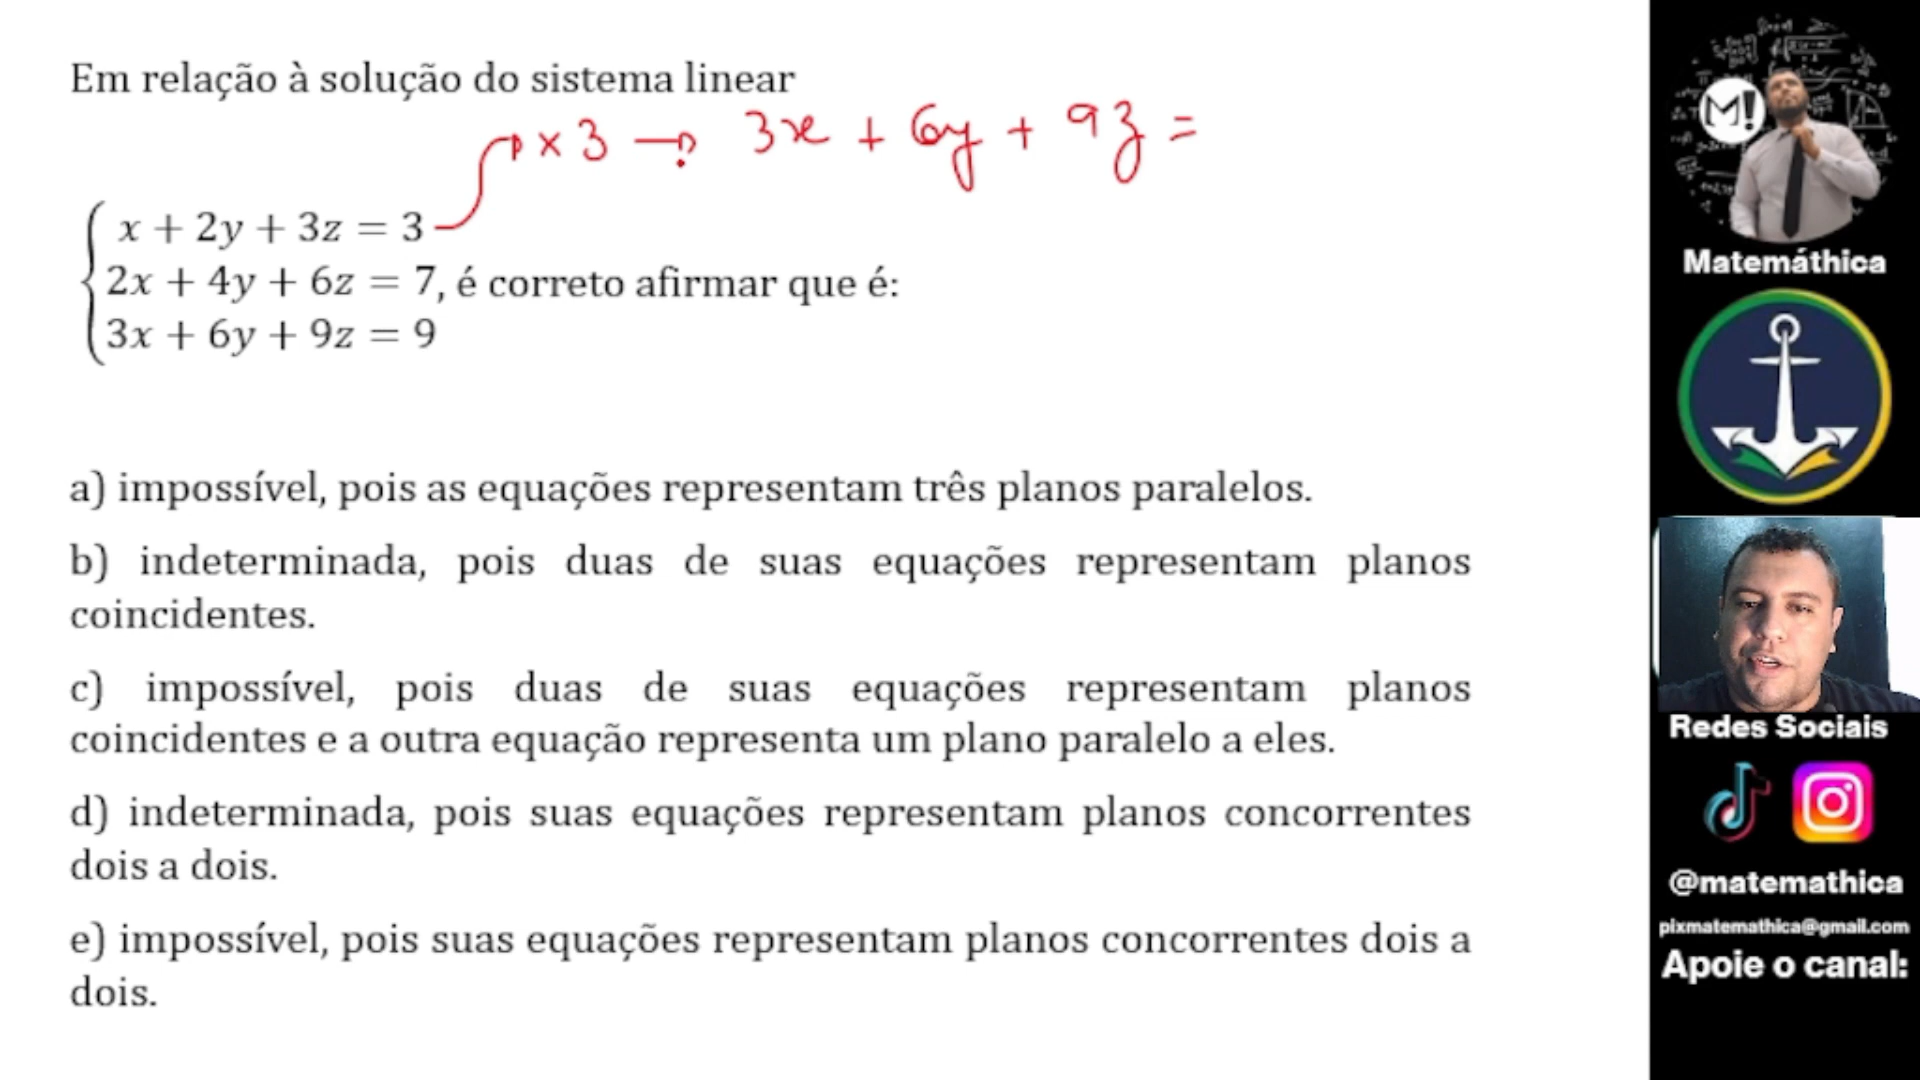 Em relação à solução do sistema linear
× 3 → 3x + 6y + 9z =
x + 2y + 3z = 3
2x + 4y + 6z = 7, é correto afirmar que é:
3x + 6y + 9z = 9
a) impossível, pois as equações representam três planos paralelos.
b) indeterminada, pois duas de suas equações representam planos
coincidentes.
c) impossível, pois duas de suas equações representam planos
coincidentes e a outra equação representa um plano paralelo a eles.
d) indeterminada, pois suas equações representam planos concorrentes
dois a dois.
e) impossível, pois suas equações representam planos concorrentes dois a
dois.
M!
Matemáthica
Redes Sociais
@matemathica
pixmatemathica@gmail.com
Apoie o canal: